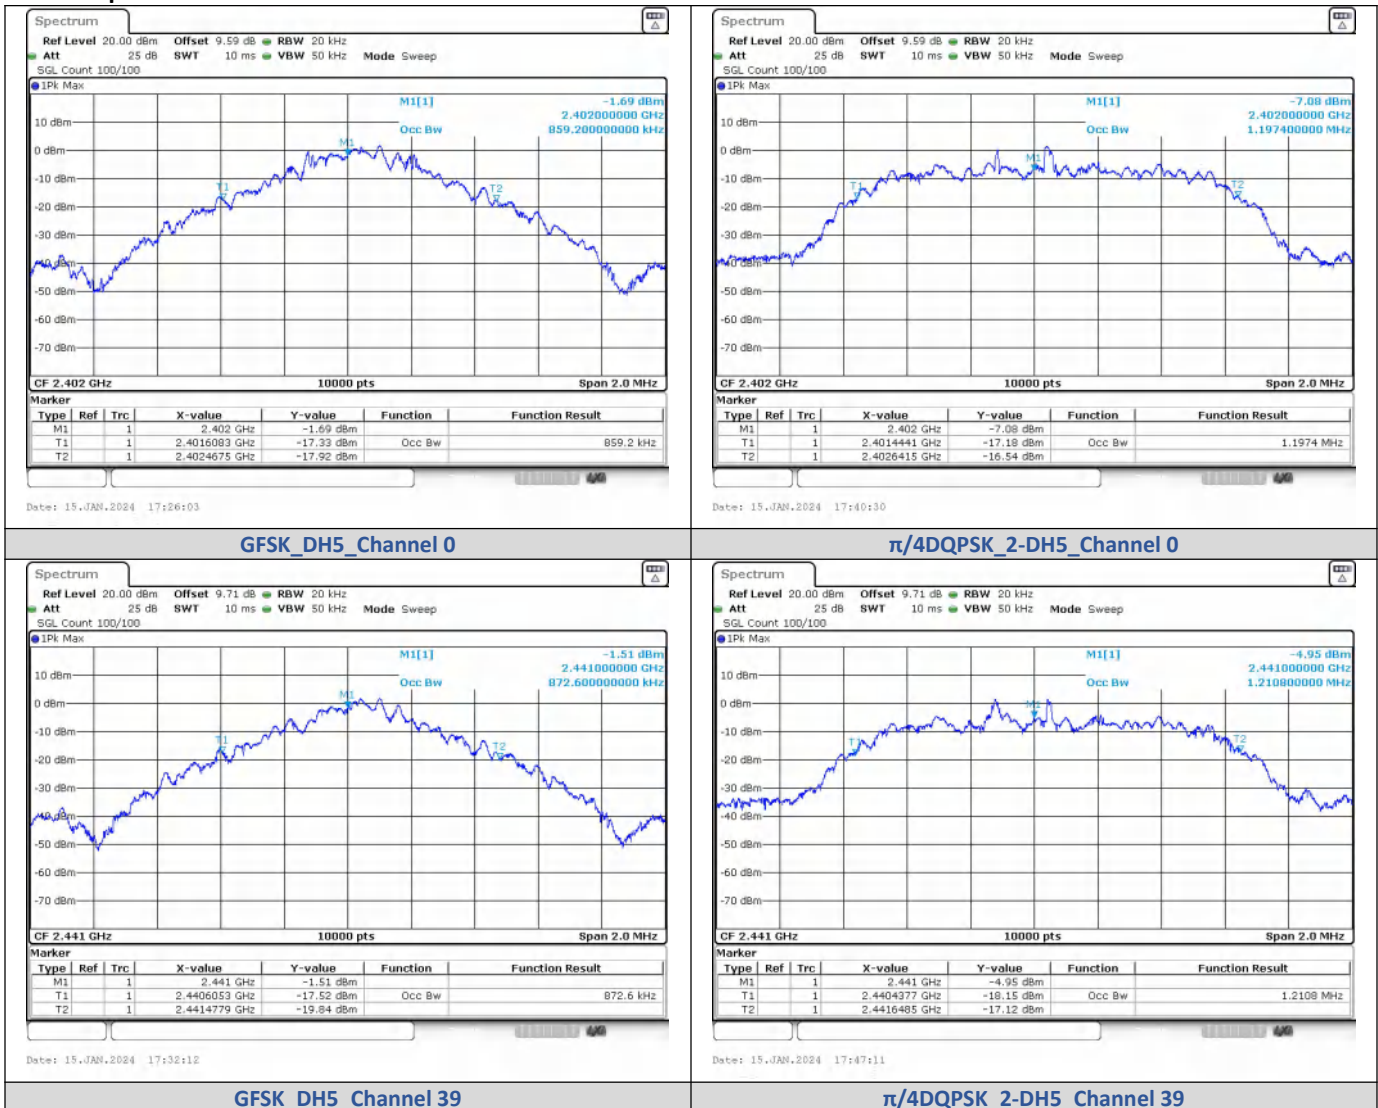 Spectrum
Ref Level 20.00 dBm Offset 9.59 dB RBW 20 kHz
Att 25 dB SWT 10 ms VBW 50 kHz Mode Sweep
SGL Count 100/100
1Pk Max
M1[1] -1.69 dBm
2.402000000 GHz
Occ Bw 859.200000000 kHz
10 dBm
M1
0 dBm
-10 dBm
T1
T2
-20 dBm
-30 dBm
-40 dBm
-50 dBm
-60 dBm
-70 dBm
CF 2.402 GHz 10000 pts Span 2.0 MHz
Marker
Type Ref Trc X-value Y-value Function Function Result
M1 1 2.402 GHz -1.69 dBm
T1 1 2.4016083 GHz -17.33 dBm Occ Bw 859.2 kHz
T2 1 2.4024675 GHz -17.92 dBm
Date: 15.JAN.2024 17:26:03
GFSK_DH5_Channel 0
Spectrum
Ref Level 20.00 dBm Offset 9.59 dB RBW 20 kHz
Att 25 dB SWT 10 ms VBW 50 kHz Mode Sweep
SGL Count 100/100
1Pk Max
M1[1] -7.08 dBm
2.402000000 GHz
Occ Bw 1.197400000 MHz
10 dBm
0 dBm
M1
-10 dBm
T1
T2
-20 dBm
-30 dBm
-40 dBm
-50 dBm
-60 dBm
-70 dBm
CF 2.402 GHz 10000 pts Span 2.0 MHz
Marker
Type Ref Trc X-value Y-value Function Function Result
M1 1 2.402 GHz -7.08 dBm
T1 1 2.4014441 GHz -17.18 dBm Occ Bw 1.1974 MHz
T2 1 2.4026415 GHz -16.54 dBm
Date: 15.JAN.2024 17:40:30
π/4DQPSK_2-DH5_Channel 0
Spectrum
Ref Level 20.00 dBm Offset 9.71 dB RBW 20 kHz
Att 25 dB SWT 10 ms VBW 50 kHz Mode Sweep
SGL Count 100/100
1Pk Max
M1[1] -1.51 dBm
2.441000000 GHz
Occ Bw 872.600000000 kHz
10 dBm
M1
0 dBm
-10 dBm
T1
T2
-20 dBm
-30 dBm
-40 dBm
-50 dBm
-60 dBm
-70 dBm
CF 2.441 GHz 10000 pts Span 2.0 MHz
Marker
Type Ref Trc X-value Y-value Function Function Result
M1 1 2.441 GHz -1.51 dBm
T1 1 2.4406053 GHz -17.52 dBm Occ Bw 872.6 kHz
T2 1 2.4414779 GHz -19.84 dBm
Date: 15.JAN.2024 17:32:12
GFSK_DH5_Channel 39
Spectrum
Ref Level 20.00 dBm Offset 9.71 dB RBW 20 kHz
Att 25 dB SWT 10 ms VBW 50 kHz Mode Sweep
SGL Count 100/100
1Pk Max
M1[1] -4.95 dBm
2.441000000 GHz
Occ Bw 1.210800000 MHz
10 dBm
0 dBm
M1
-10 dBm
T1
T2
-20 dBm
-30 dBm
-40 dBm
-50 dBm
-60 dBm
-70 dBm
CF 2.441 GHz 10000 pts Span 2.0 MHz
Marker
Type Ref Trc X-value Y-value Function Function Result
M1 1 2.441 GHz -4.95 dBm
T1 1 2.4404377 GHz -18.15 dBm Occ Bw 1.2108 MHz
T2 1 2.4416485 GHz -17.12 dBm
Date: 15.JAN.2024 17:47:11
π/4DQPSK_2-DH5_Channel 39